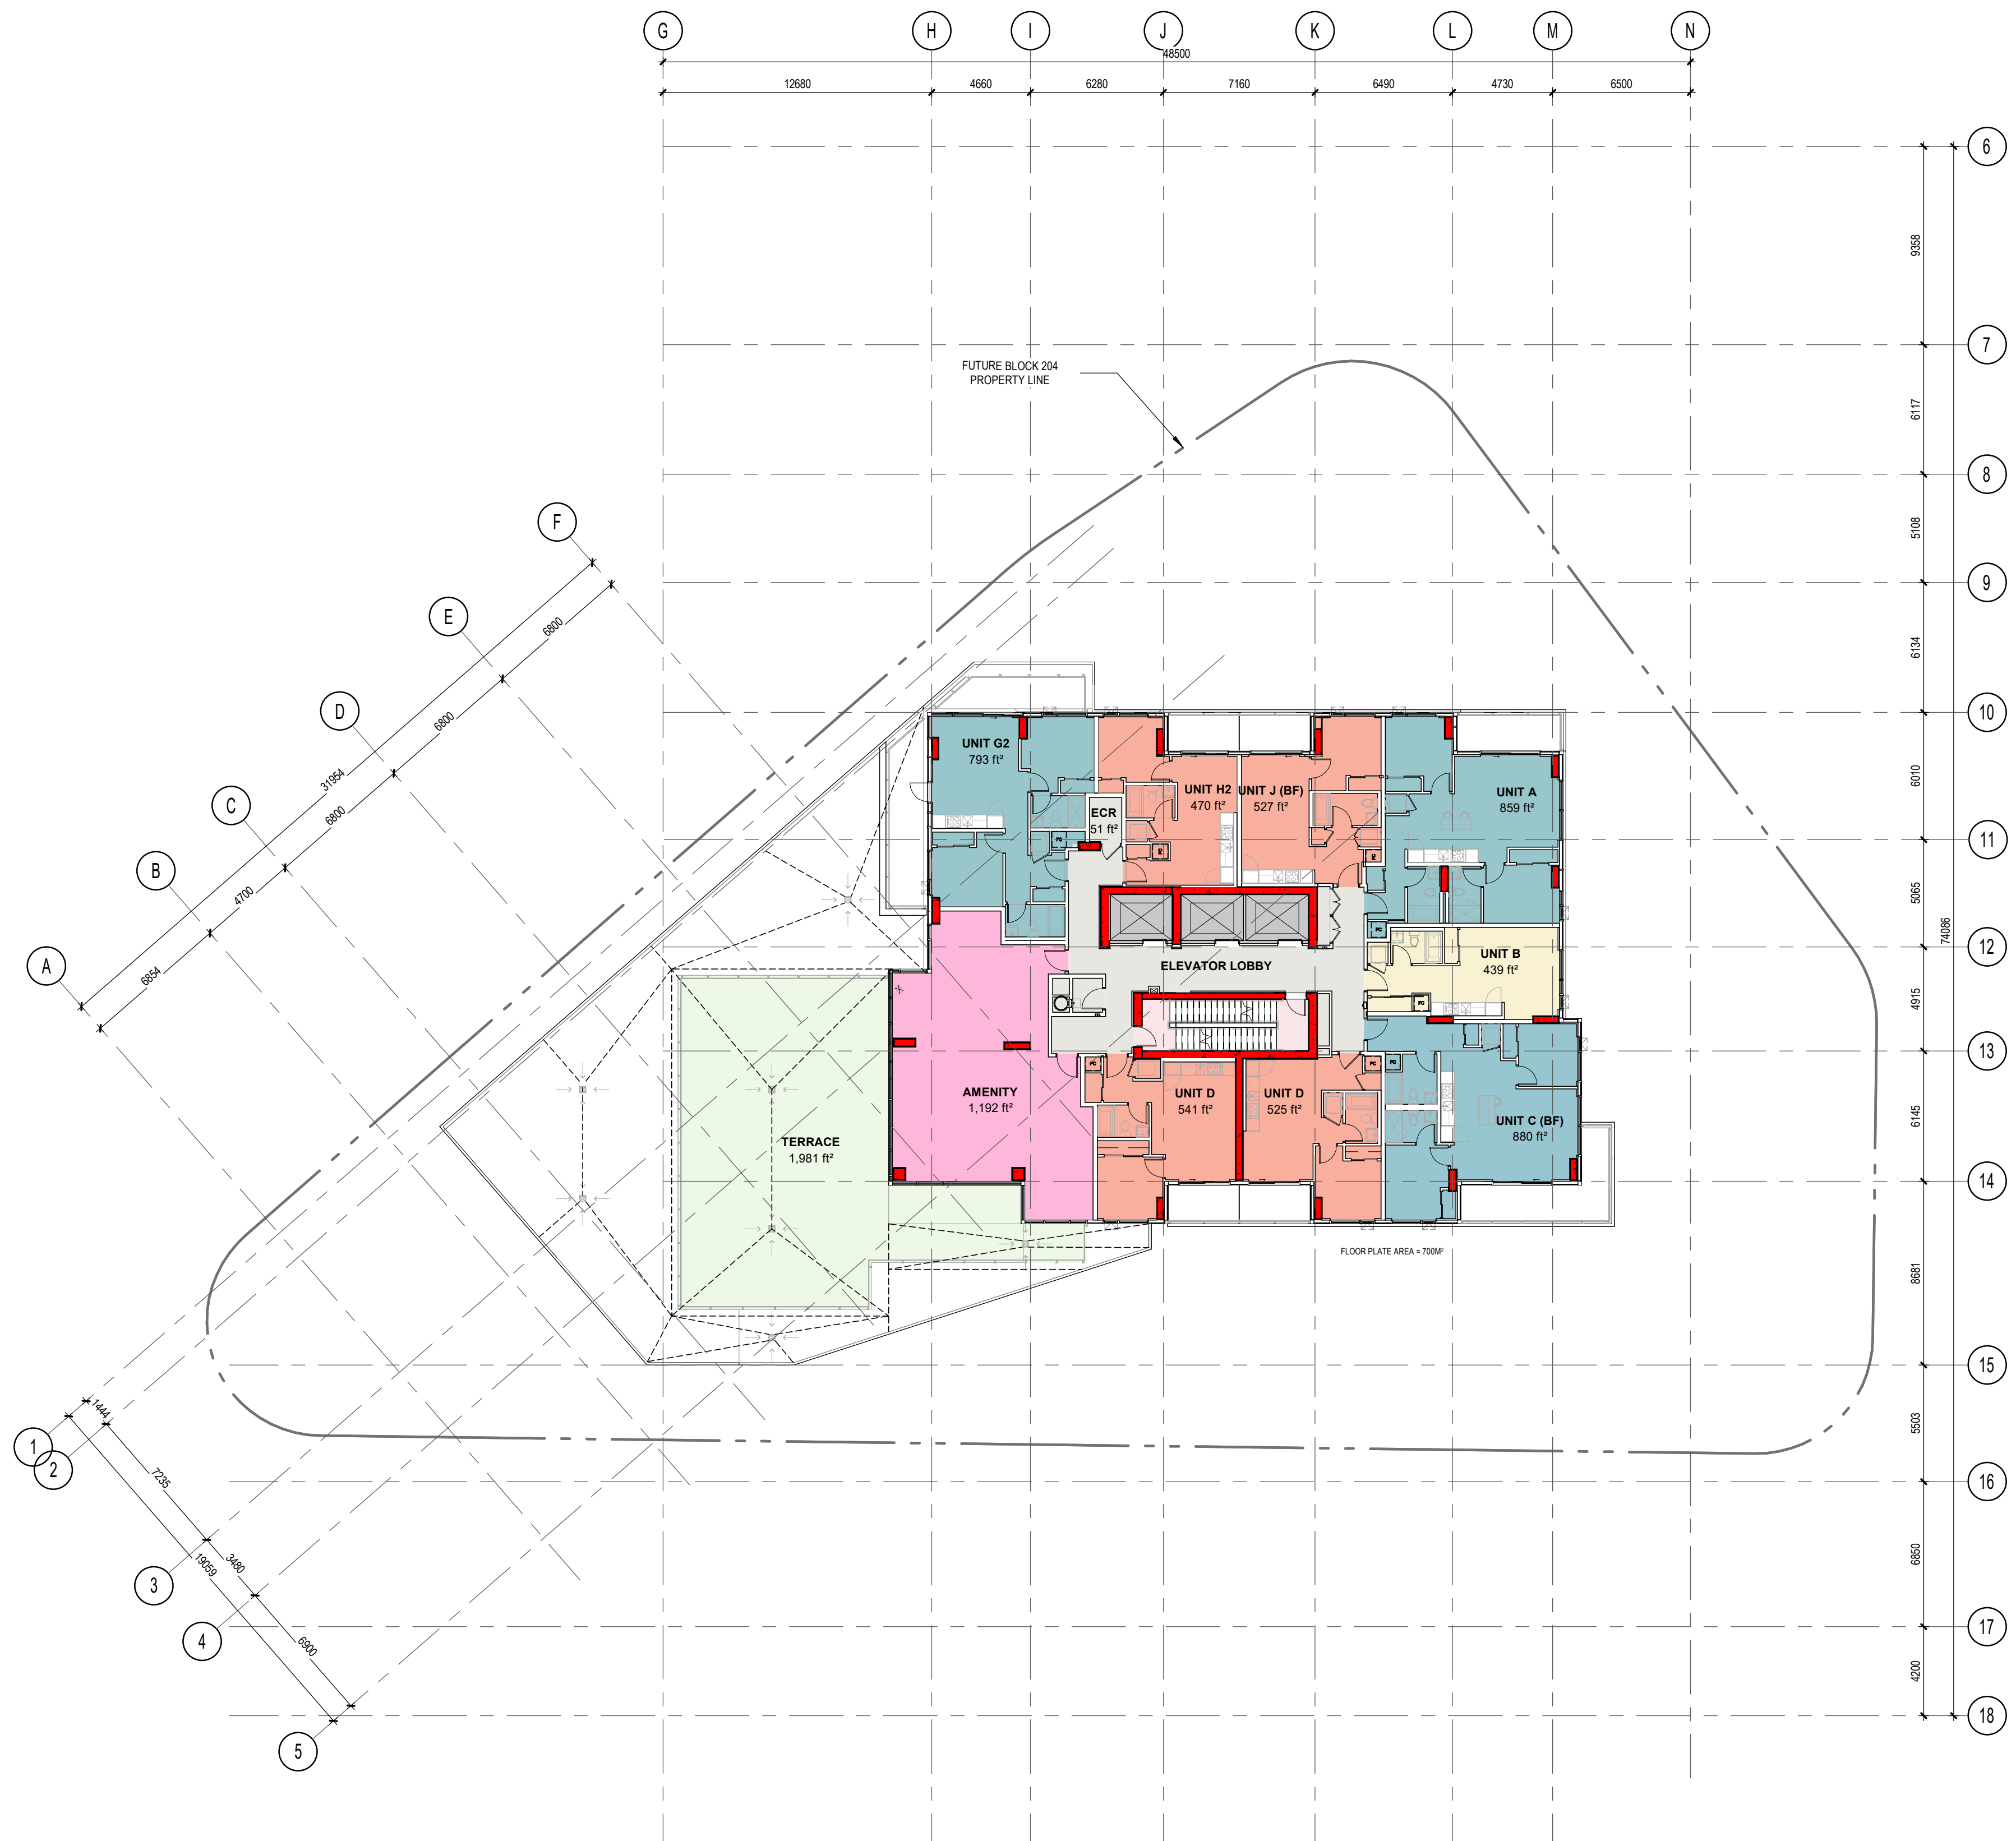 G
H
I
J
K
L
M
N
48500
12680
4660
6280
7160
6490
4730
6500
6
9358
7
FUTURE BLOCK 204
PROPERTY LINE
6117
8
5108
F
9
E
6800
6134
D
6800
10
31954
UNIT G2
793 ft²
6010
UNIT H2
470 ft²
UNIT J (BF)
527 ft²
UNIT A
859 ft²
C
6800
ECR
51 ft²
11
B
4700
5065
74086
A
6854
ELEVATOR LOBBY
UNIT B
439 ft²
12
4915
13
AMENITY
1,192 ft²
UNIT D
541 ft²
UNIT D
525 ft²
UNIT C (BF)
880 ft²
6145
TERRACE
1,981 ft²
14
FLOOR PLATE AREA = 700M²
8681
15
1
2
1444
5503
7235
16
3
3480
19059
6850
4
6900
17
4200
5
18